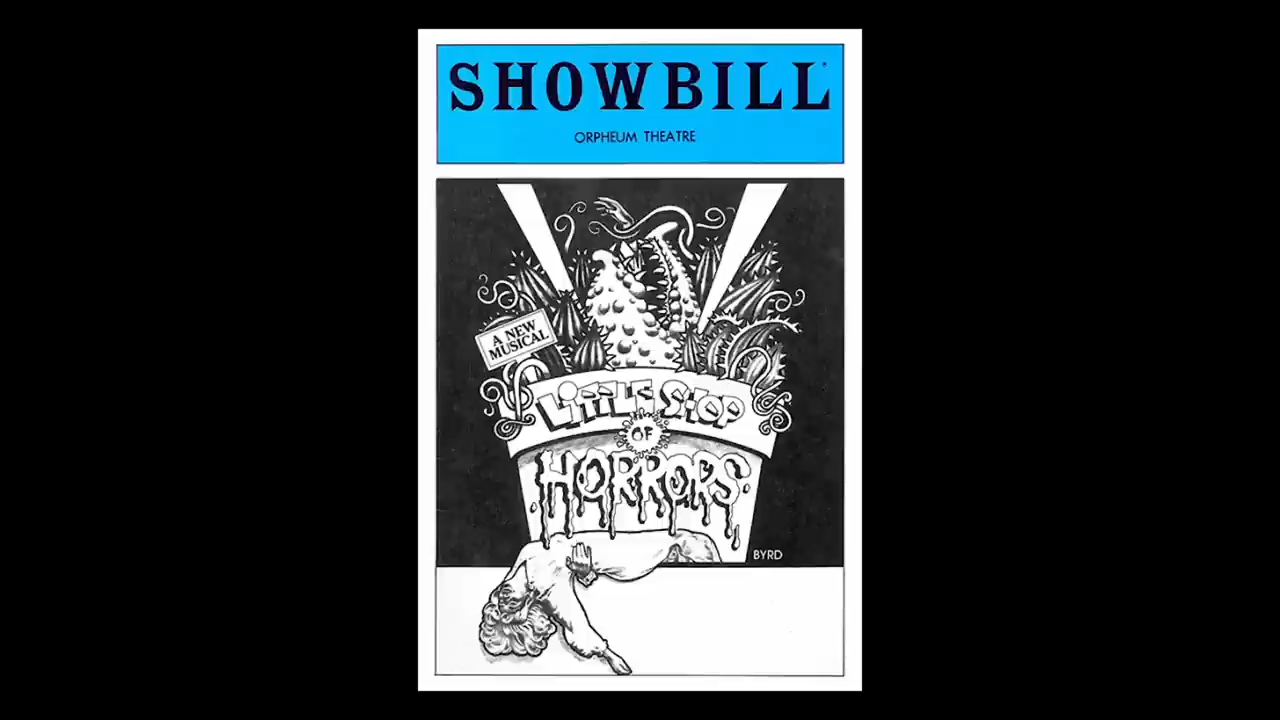 SHOWBILL
ORPHEUM THEATRE
A NEW
MUSICAL
LITTLE SHOP
OF
HORRORS
BYRD